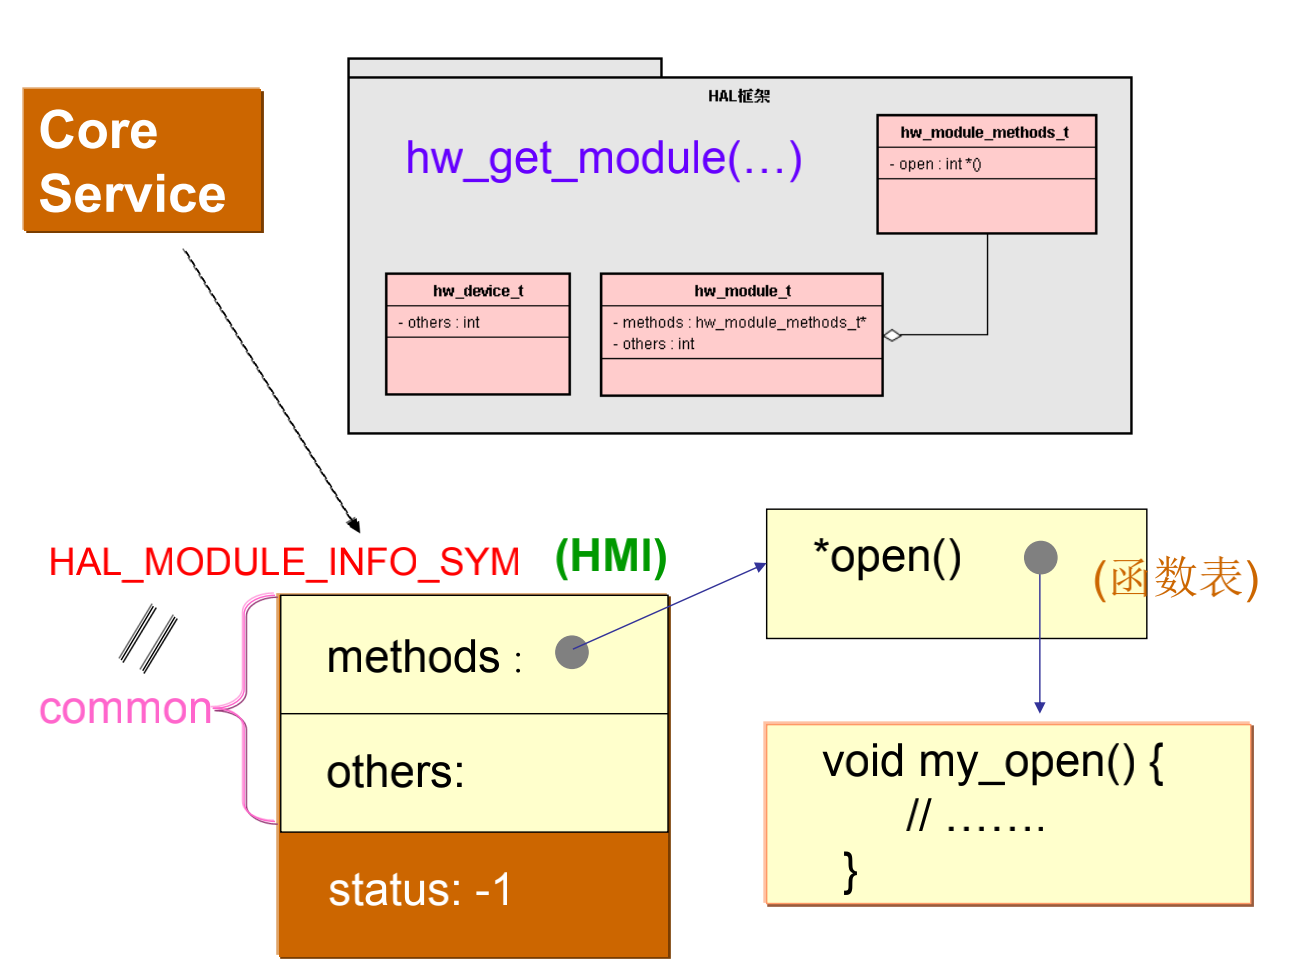 Core
Service
HAL框架
hw_get_module(...)
hw_module_methods_t
- open : int *()
hw_device_t
- others : int
hw_module_t
- methods : hw_module_methods_t*
- others : int
HAL_MODULE_INFO_SYM
(HMI)
common
methods :
others:
status: -1
*open()
(函数表)
void my_open() {
// .......
}